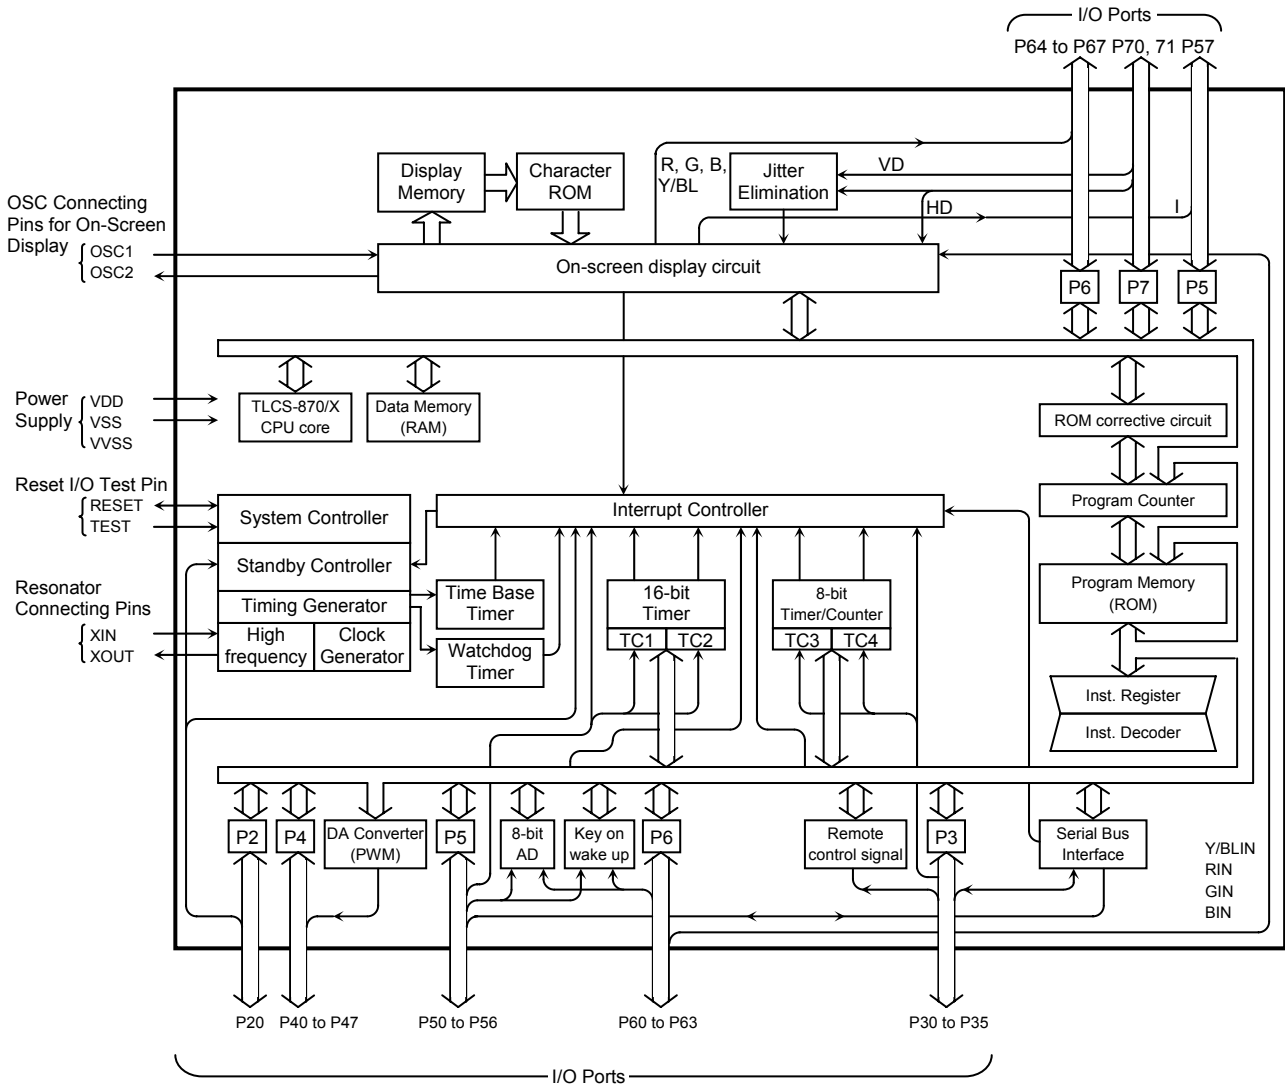 I/O Ports
P64 to P67 P70, 71 P57
Display
Memory
Character
ROM
R, G, B,
Y/BL
Jitter
Elimination
VD
HD
I
OSC Connecting
Pins for On-Screen
Display
OSC1
OSC2
On-screen display circuit
P6
P7
P5
Power
Supply
VDD
VSS
VVSS
TLCS-870/X
CPU core
Data Memory
(RAM)
ROM corrective circuit
Reset I/O Test Pin
RESET
TEST
System Controller
Interrupt Controller
Program Counter
Standby Controller
Resonator
Connecting Pins
XIN
XOUT
Timing Generator
High
frequency
Clock
Generator
Time Base
Timer
Watchdog
Timer
16-bit
Timer
TC1
TC2
8-bit
Timer/Counter
TC3
TC4
Program Memory
(ROM)
Inst. Register
Inst. Decoder
P2
P4
DA Converter
(PWM)
P5
8-bit
AD
Key on
wake up
P6
Remote
control signal
P3
Serial Bus
Interface
Y/BLIN
RIN
GIN
BIN
P20
P40 to P47
P50 to P56
P60 to P63
P30 to P35
I/O Ports